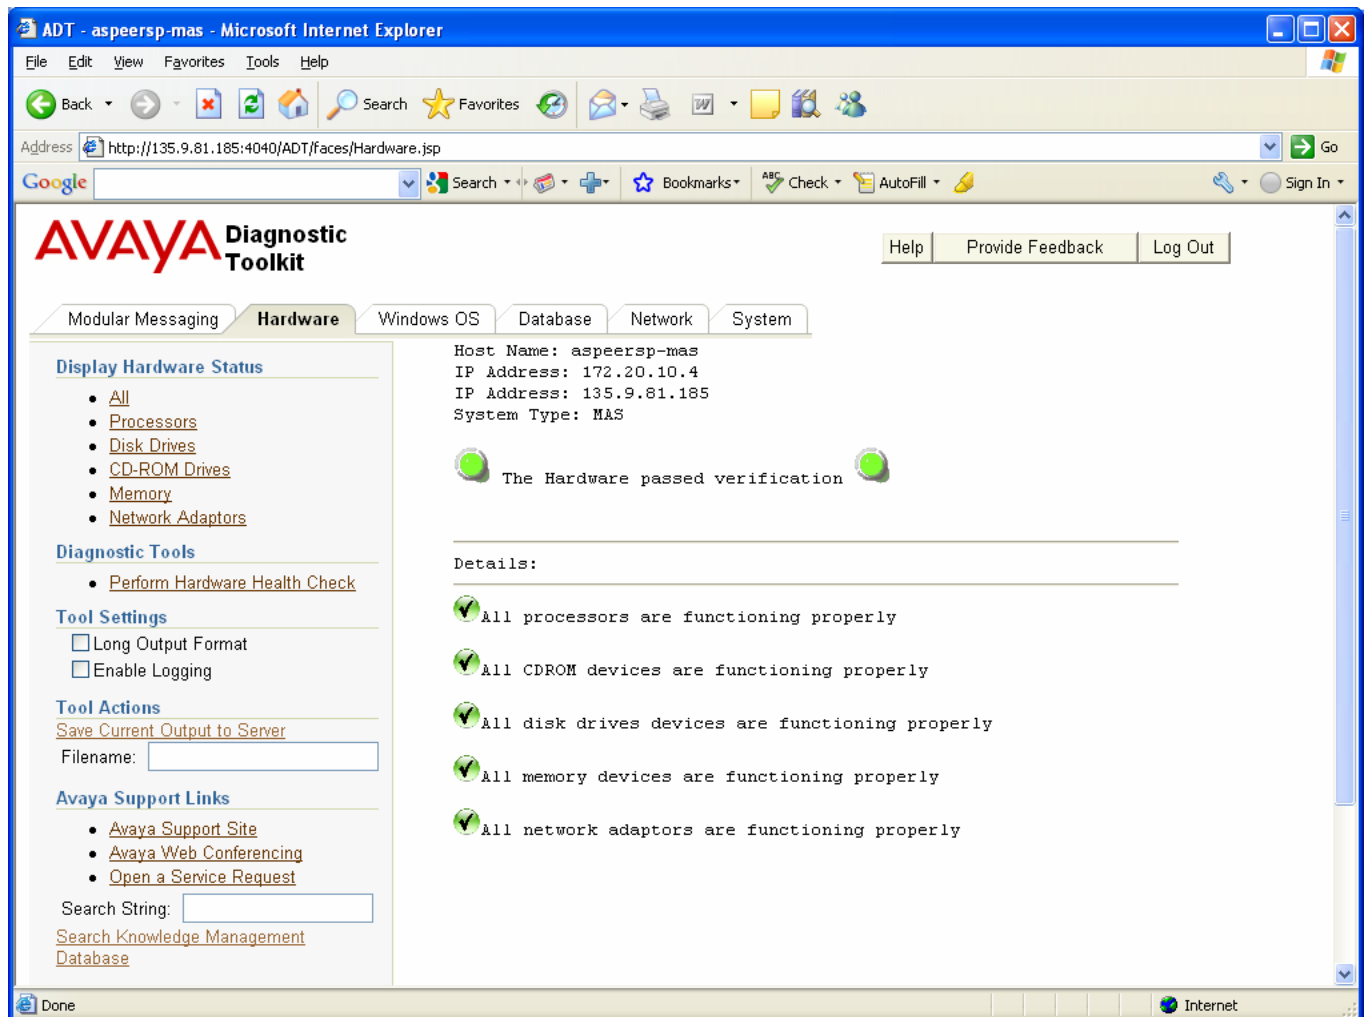 ADT - aspeersp-mas - Microsoft Internet Explorer
File Edit View Favorites Tools Help
Back Search Favorites
Address http://135.9.81.185:4040/ADT/faces/Hardware.jsp Go
Google Search Bookmarks ABC Check AutoFill Sign In
AVAYA Diagnostic Toolkit
Help Provide Feedback Log Out
Modular Messaging Hardware Windows OS Database Network System
Display Hardware Status
All
Processors
Disk Drives
CD-ROM Drives
Memory
Network Adaptors
Diagnostic Tools
Perform Hardware Health Check
Tool Settings
Long Output Format
Enable Logging
Tool Actions
Save Current Output to Server
Filename:
Avaya Support Links
Avaya Support Site
Avaya Web Conferencing
Open a Service Request
Search String:
Search Knowledge Management
Database
Host Name: aspeersp-mas
IP Address: 172.20.10.4
IP Address: 135.9.81.185
System Type: MAS
The Hardware passed verification
Details:
All processors are functioning properly
All CDROM devices are functioning properly
All disk drives devices are functioning properly
All memory devices are functioning properly
All network adaptors are functioning properly
Done Internet